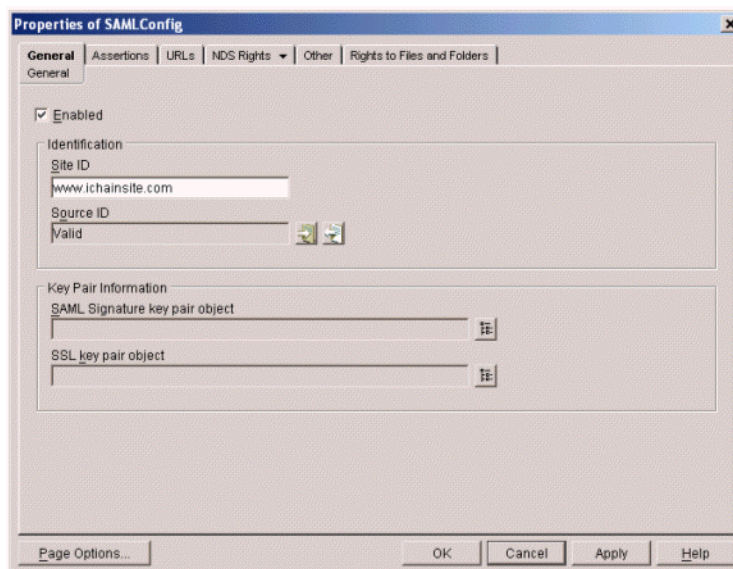 Properties of SAMLConfig
General Assertions URLs NDS Rights Other Rights to Files and Folders
General
Enabled
Identification
Site ID
www.ichainsite.com
Source ID
Valid
Key Pair Information
SAML Signature key pair object
SSL key pair object
Page Options... OK Cancel Apply Help